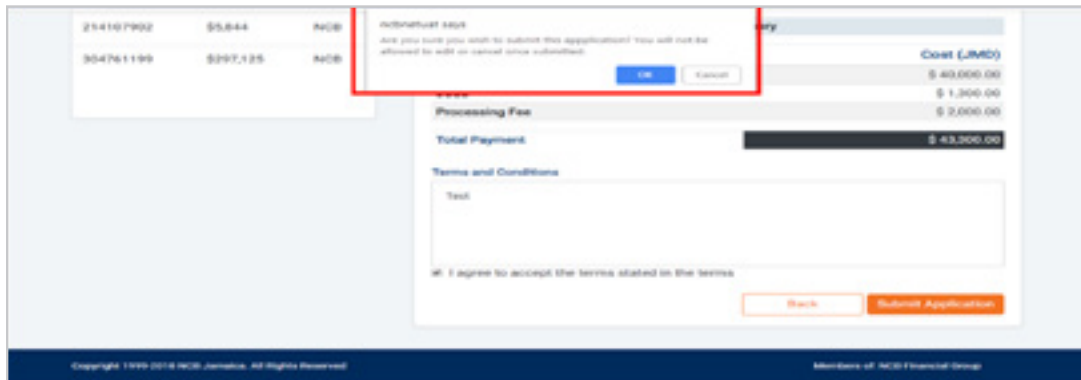 214107902 $5,844 NCB
304761199 $297,125 NCB
ncbnetuat says
Are you sure you wish to submit this appplication? You will not be
allowed to edit or cancel once submitted.
OK Cancel
Cost (JMD)
$ 40,000.00
$ 1,300.00
Processing Fee $ 2,000.00
Total Payment $ 43,300.00
Terms and Conditions
Test
I agree to accept the terms stated in the terms
Back Submit Application
Copyright 1999-2018 NCB Jamaica. All Rights Reserved
Members of: NCB Financial Group